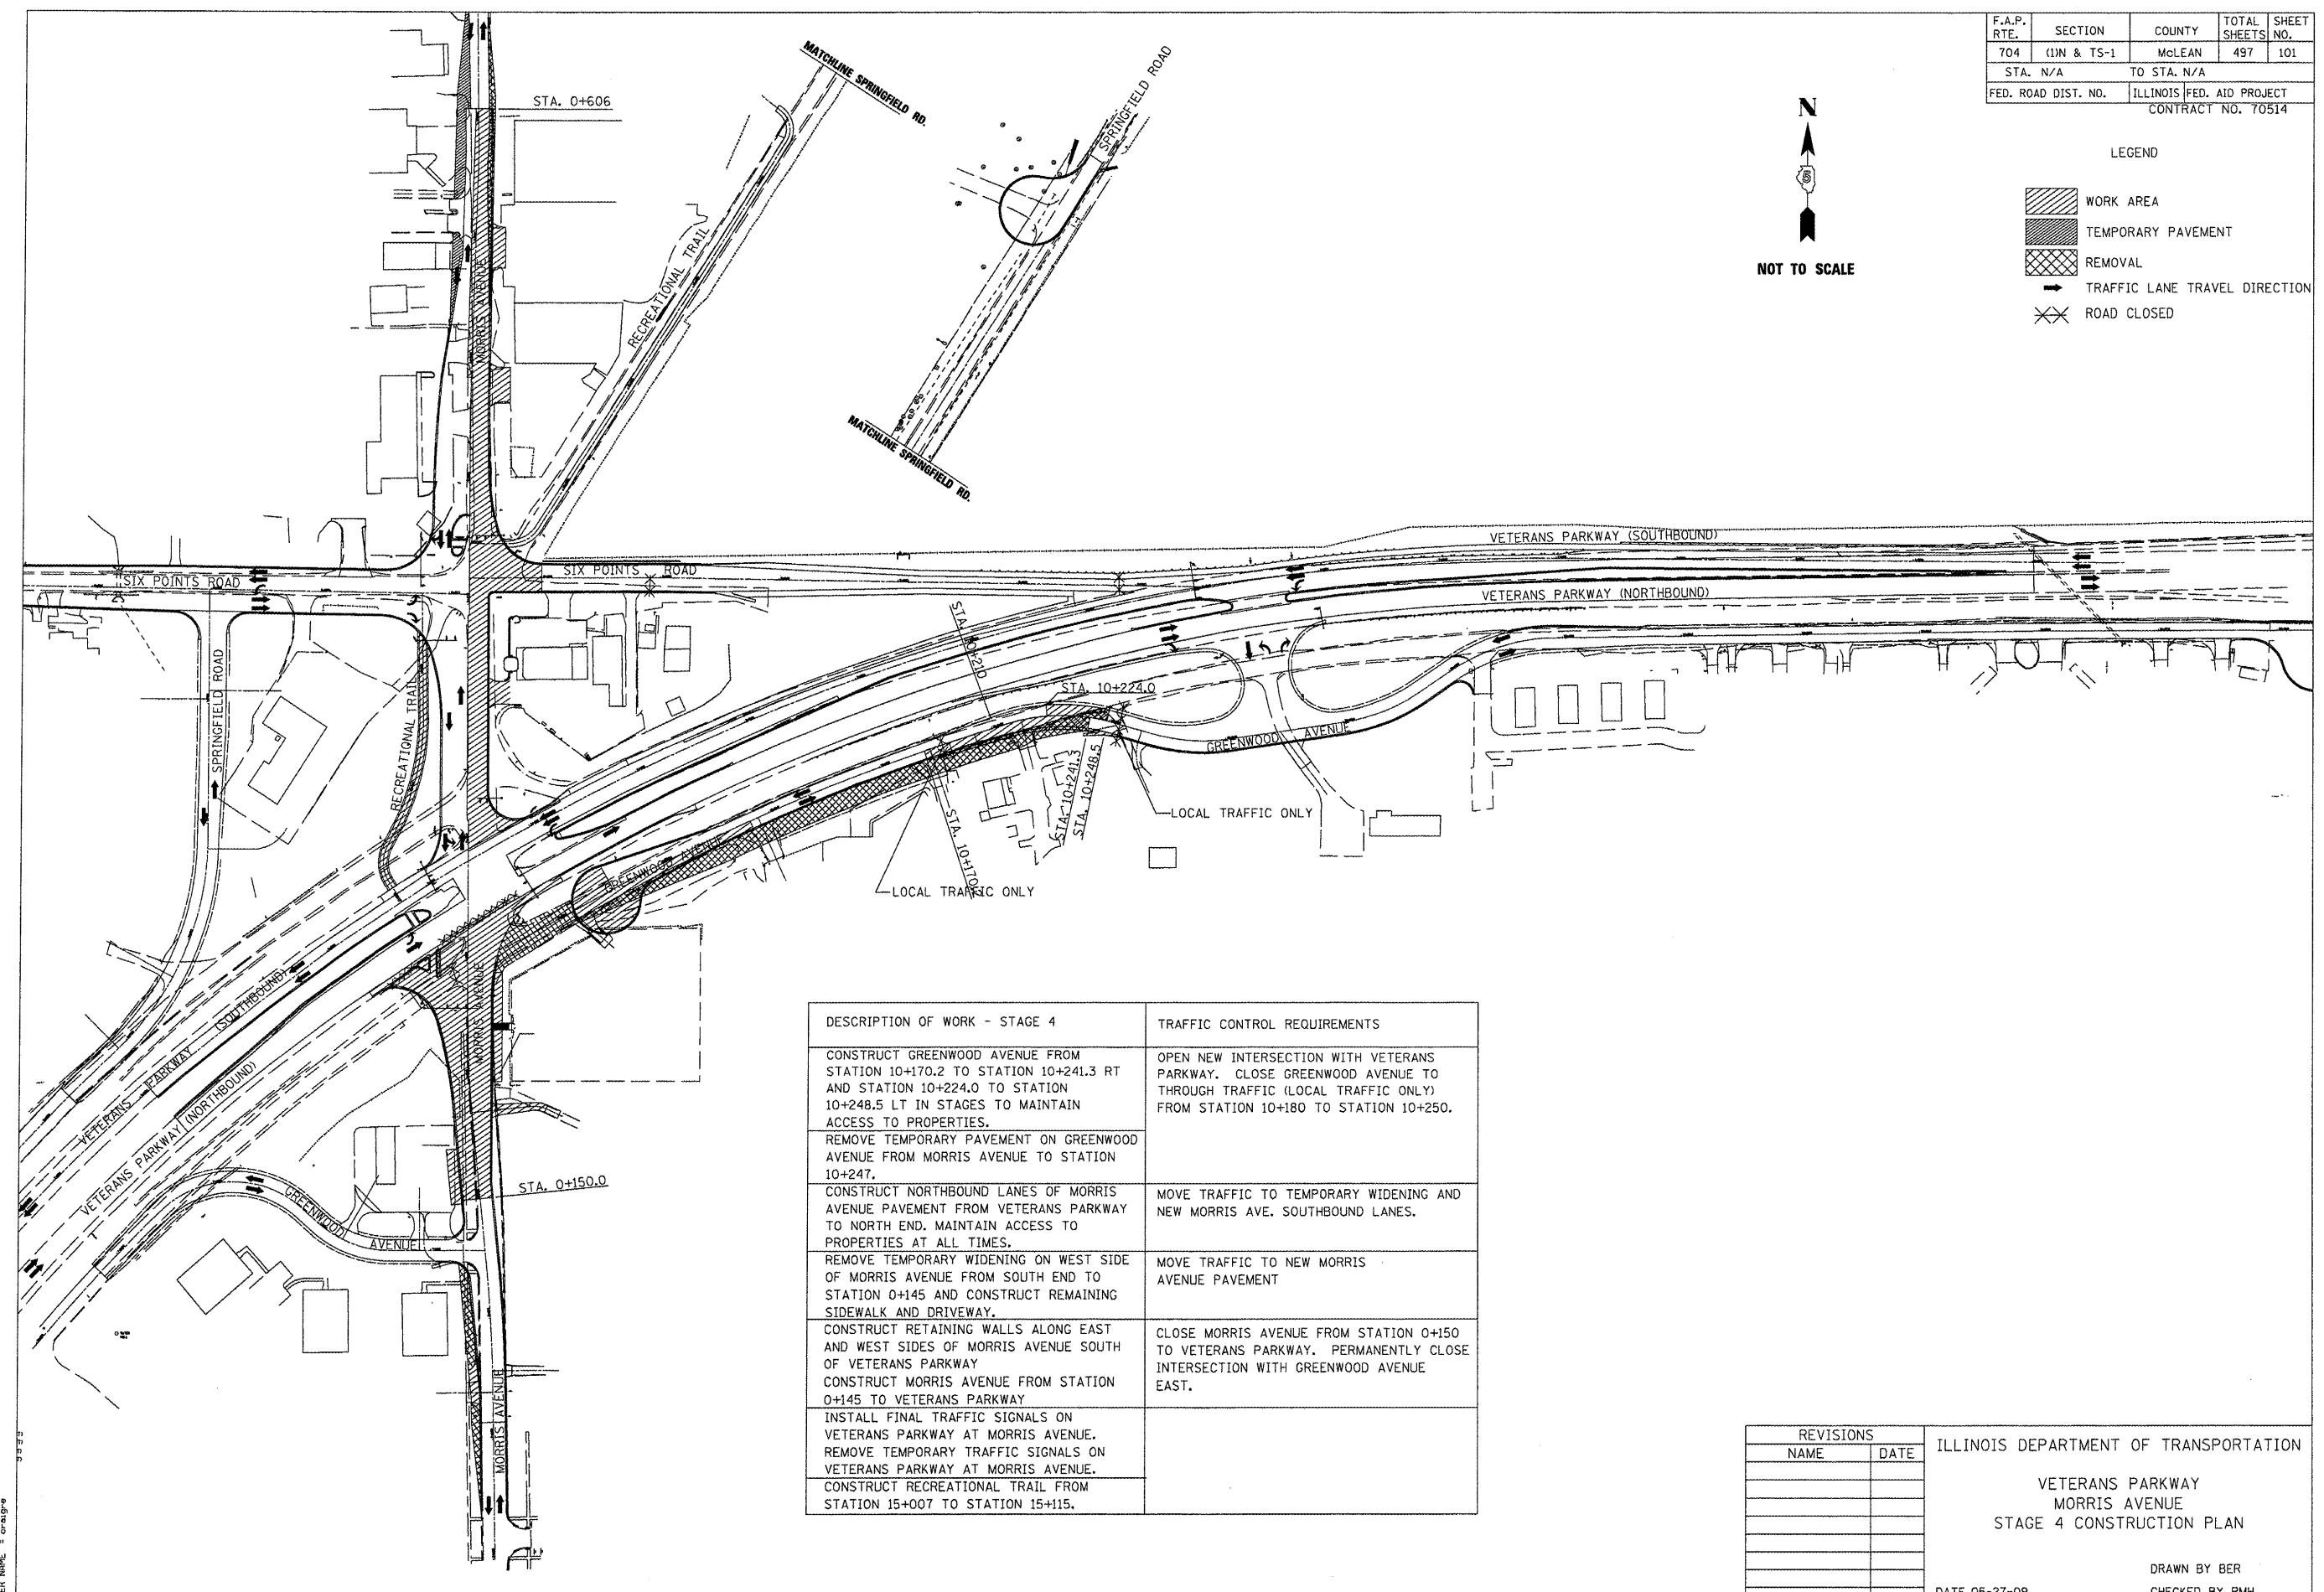 F.A.P. RTE. SECTION COUNTY TOTAL SHEETS SHEET NO.
704 (1)N & TS-1 McLEAN 497 101
STA. N/A TO STA. N/A
FED. ROAD DIST. NO. ILLINOIS FED. AID PROJECT
CONTRACT NO. 70514
N
NOT TO SCALE
LEGEND
WORK AREA
TEMPORARY PAVEMENT
REMOVAL
TRAFFIC LANE TRAVEL DIRECTION
ROAD CLOSED
MATCHLINE SPRINGFIELD RD.
SPRINGFIELD ROAD
STA. 0+606
MORRIS AVENUE
RECREATIONAL TRAIL
MATCHLINE SPRINGFIELD RD.
SIX POINTS ROAD
SIX POINTS ROAD
VETERANS PARKWAY (SOUTHBOUND)
VETERANS PARKWAY (NORTHBOUND)
STA. 10+210
STA. 10+224.0
SPRINGFIELD ROAD
RECREATIONAL TRAIL
GREENWOOD AVENUE
STA. 10+241.3
STA. 10+248.5
LOCAL TRAFFIC ONLY
STA. 10+170
LOCAL TRAFFIC ONLY
GREENWOOD AVENUE
MORRIS AVENUE
VETERANS PARKWAY (SOUTHBOUND)
VETERANS PARKWAY (NORTHBOUND)
STA. 0+150.0
GREENWOOD AVENUE
MORRIS AVENUE
DESCRIPTION OF WORK - STAGE 4
TRAFFIC CONTROL REQUIREMENTS
CONSTRUCT GREENWOOD AVENUE FROM
STATION 10+170.2 TO STATION 10+241.3 RT
AND STATION 10+224.0 TO STATION
10+248.5 LT IN STAGES TO MAINTAIN
ACCESS TO PROPERTIES.
OPEN NEW INTERSECTION WITH VETERANS
PARKWAY. CLOSE GREENWOOD AVENUE TO
THROUGH TRAFFIC (LOCAL TRAFFIC ONLY)
FROM STATION 10+180 TO STATION 10+250.
REMOVE TEMPORARY PAVEMENT ON GREENWOOD
AVENUE FROM MORRIS AVENUE TO STATION
10+247.
CONSTRUCT NORTHBOUND LANES OF MORRIS
AVENUE PAVEMENT FROM VETERANS PARKWAY
TO NORTH END. MAINTAIN ACCESS TO
PROPERTIES AT ALL TIMES.
MOVE TRAFFIC TO TEMPORARY WIDENING AND
NEW MORRIS AVE. SOUTHBOUND LANES.
REMOVE TEMPORARY WIDENING ON WEST SIDE
OF MORRIS AVENUE FROM SOUTH END TO
STATION 0+145 AND CONSTRUCT REMAINING
SIDEWALK AND DRIVEWAY.
MOVE TRAFFIC TO NEW MORRIS
AVENUE PAVEMENT
CONSTRUCT RETAINING WALLS ALONG EAST
AND WEST SIDES OF MORRIS AVENUE SOUTH
OF VETERANS PARKWAY
CONSTRUCT MORRIS AVENUE FROM STATION
0+145 TO VETERANS PARKWAY
CLOSE MORRIS AVENUE FROM STATION 0+150
TO VETERANS PARKWAY. PERMANENTLY CLOSE
INTERSECTION WITH GREENWOOD AVENUE
EAST.
INSTALL FINAL TRAFFIC SIGNALS ON
VETERANS PARKWAY AT MORRIS AVENUE.
REMOVE TEMPORARY TRAFFIC SIGNALS ON
VETERANS PARKWAY AT MORRIS AVENUE.
CONSTRUCT RECREATIONAL TRAIL FROM
STATION 15+007 TO STATION 15+115.
REVISIONS
NAME DATE
ILLINOIS DEPARTMENT OF TRANSPORTATION
VETERANS PARKWAY
MORRIS AVENUE
STAGE 4 CONSTRUCTION PLAN
DRAWN BY BER
DATE 05-27-09
CHECKED BY RMH